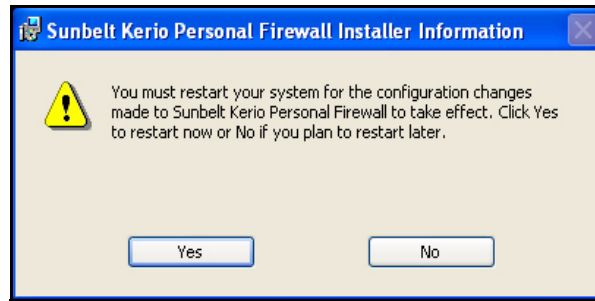 Sunbelt Kerio Personal Firewall Installer Information
You must restart your system for the configuration changes
made to Sunbelt Kerio Personal Firewall to take effect. Click Yes
to restart now or No if you plan to restart later.
Yes
No